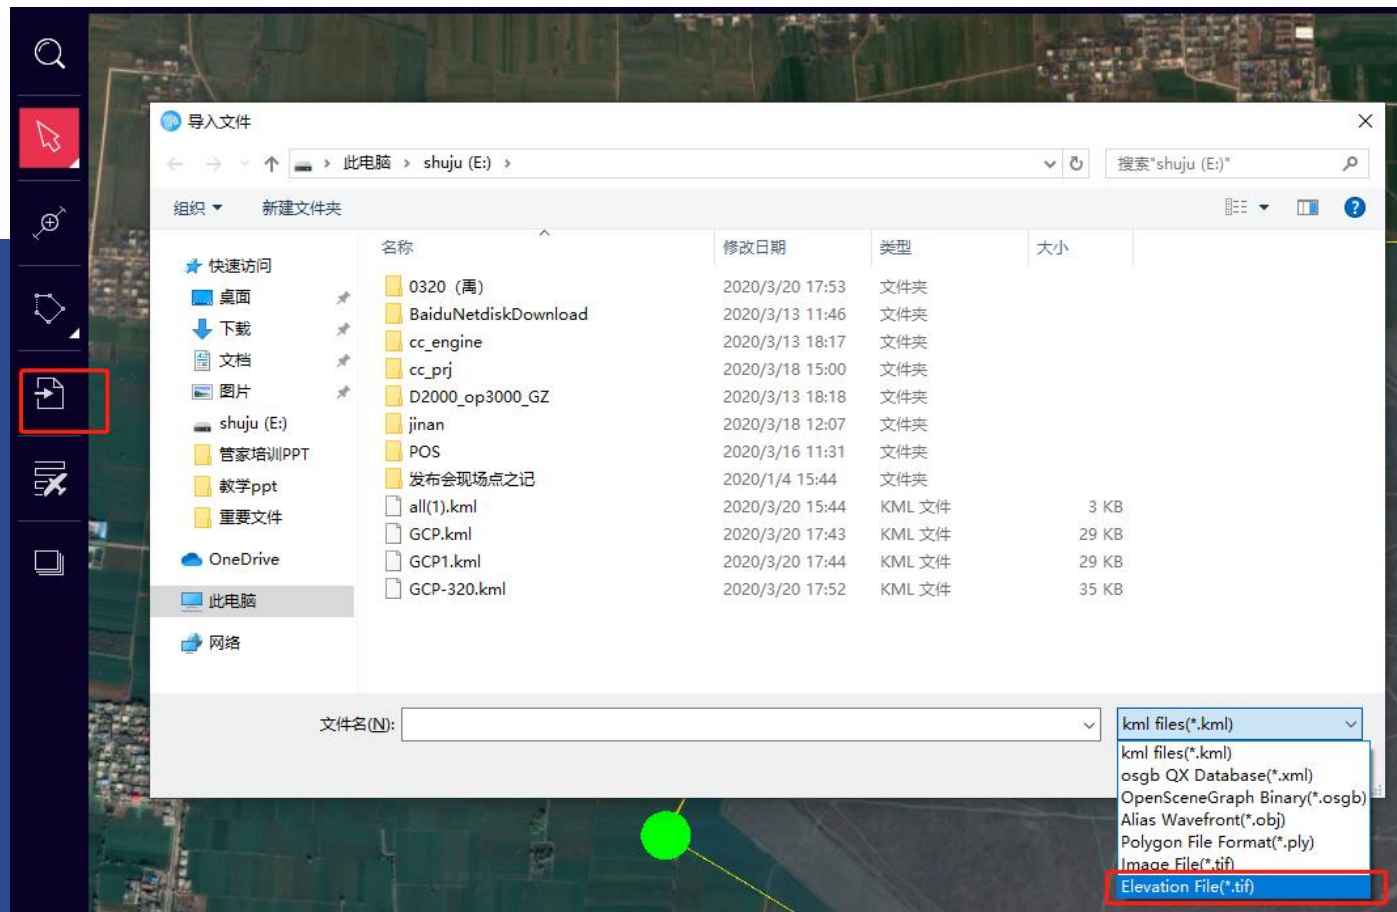 导入文件
此电脑 › shuju (E:) ›
搜索"shuju (E:)"
组织
新建文件夹
名称 修改日期 类型 大小
快速访问
桌面
下载
文档
图片
shuju (E:)
管家培训PPT
教学ppt
重要文件
OneDrive
此电脑
网络
0320（禹） 2020/3/20 17:53 文件夹
BaiduNetdiskDownload 2020/3/13 11:46 文件夹
cc_engine 2020/3/13 18:17 文件夹
cc_prj 2020/3/18 15:00 文件夹
D2000_op3000_GZ 2020/3/13 18:18 文件夹
jinan 2020/3/18 12:07 文件夹
POS 2020/3/16 11:31 文件夹
发布会现场点之记 2020/1/4 15:44 文件夹
all(1).kml 2020/3/20 15:44 KML 文件 3 KB
GCP.kml 2020/3/20 17:43 KML 文件 29 KB
GCP1.kml 2020/3/20 17:44 KML 文件 29 KB
GCP-320.kml 2020/3/20 17:52 KML 文件 35 KB
文件名(N):
kml files(*.kml)
kml files(*.kml)
osgb QX Database(*.xml)
OpenSceneGraph Binary(*.osgb)
Alias Wavefront(*.obj)
Polygon File Format(*.ply)
Image File(*.tif)
Elevation File(*.tif)